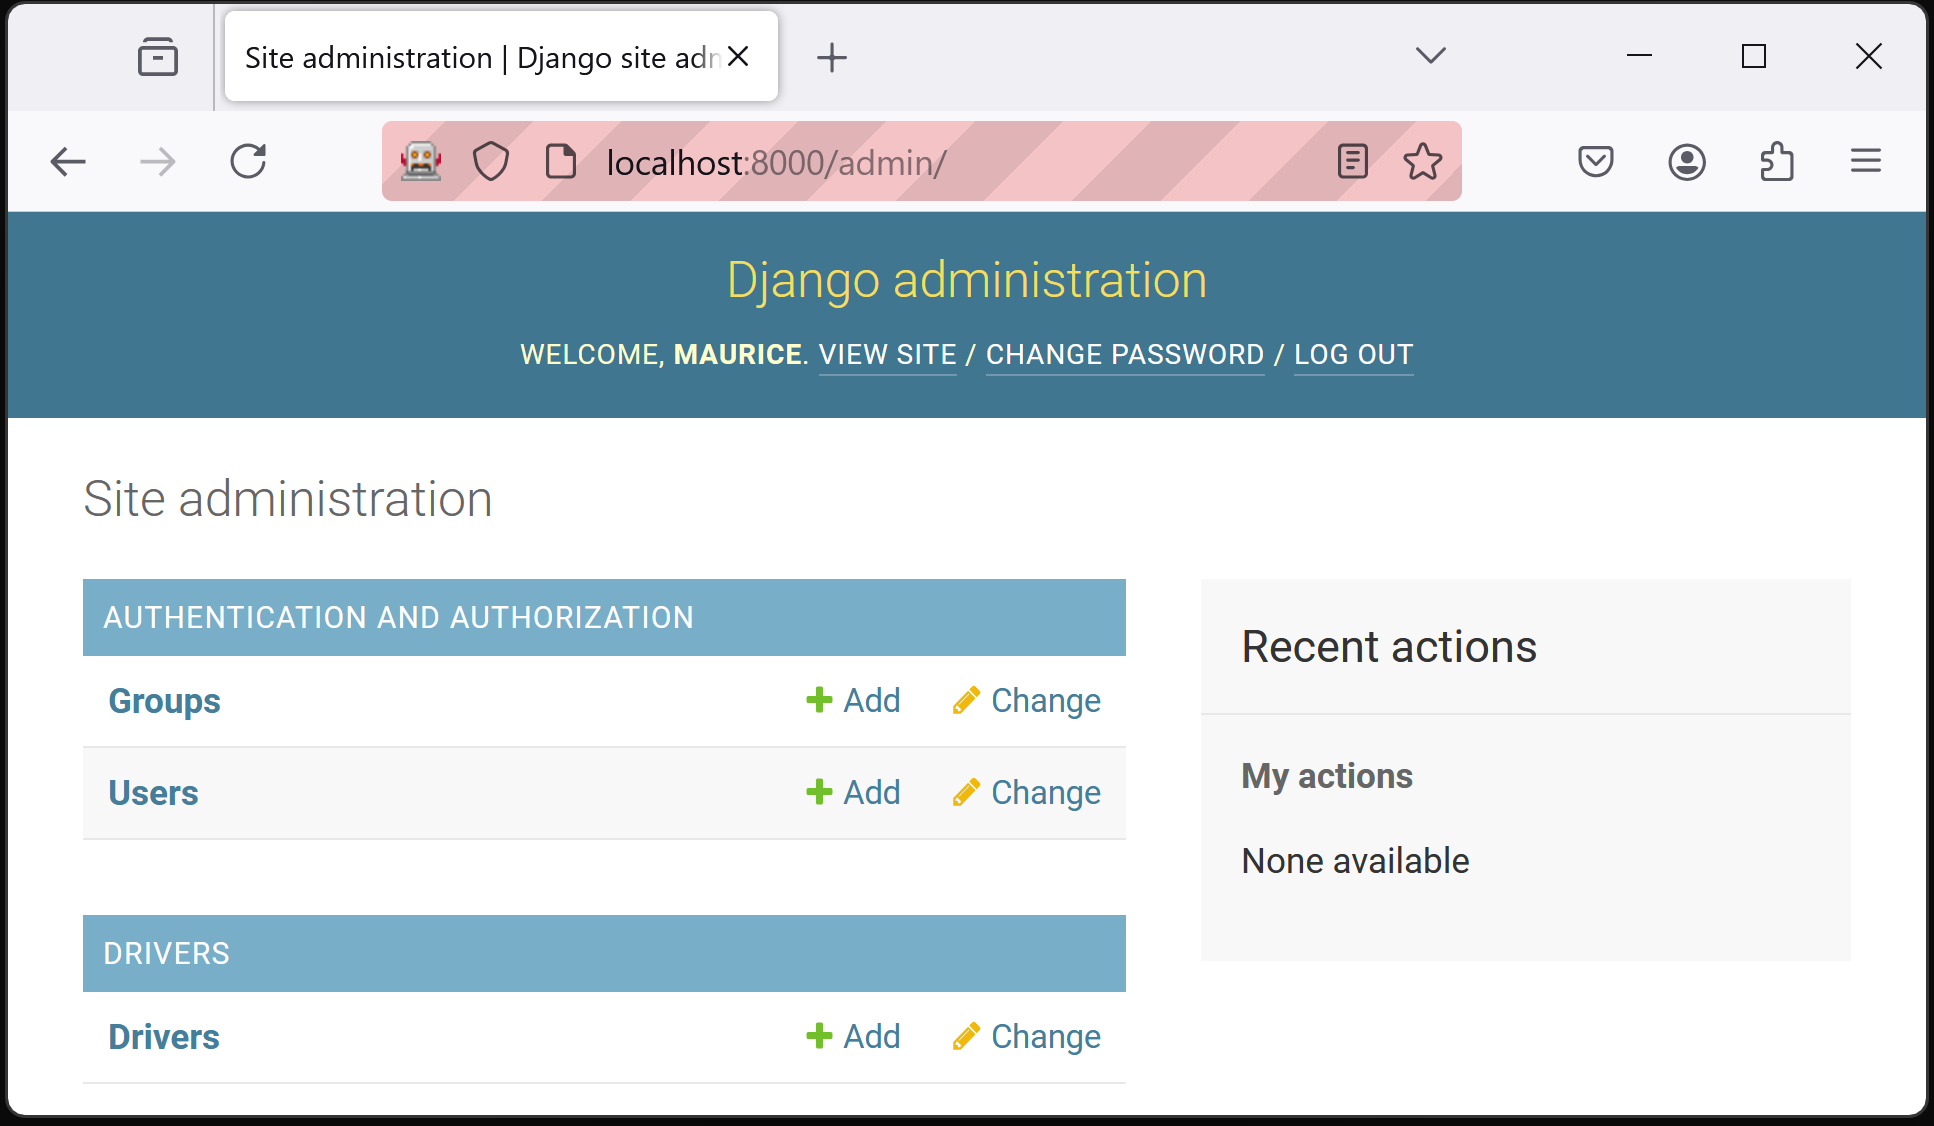 Site administration | Django site adm
localhost:8000/admin/
Django administration
WELCOME, MAURICE. VIEW SITE / CHANGE PASSWORD / LOG OUT
Site administration
AUTHENTICATION AND AUTHORIZATION
Groups Add Change
Users Add Change
DRIVERS
Drivers Add Change
Recent actions
My actions
None available